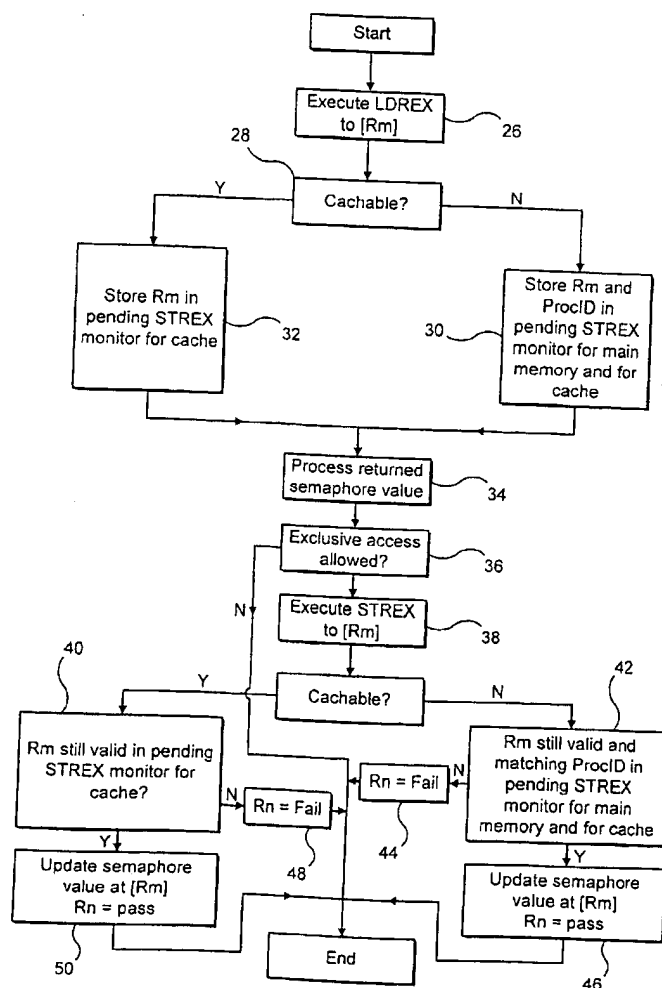 Start
Execute LDREX
to [Rm]
26
28
Cachable?
Y
N
Store Rm in
pending STREX
monitor for cache
32
Store Rm and
ProcID in
pending STREX
monitor for main
memory and for
cache
30
Process returned
semaphore value
34
Exclusive access
allowed?
36
N
Execute STREX
to [Rm]
38
Cachable?
Y
N
40
Rm still valid in pending
STREX monitor for
cache?
42
Rm still valid and
matching ProcID in
pending STREX
monitor for main
memory and for cache
N
Rn = Fail
48
N
Rn = Fail
44
Y
Update semaphore
value at [Rm]
Rn = pass
50
Y
Update semaphore
value at [Rm]
Rn = pass
46
End